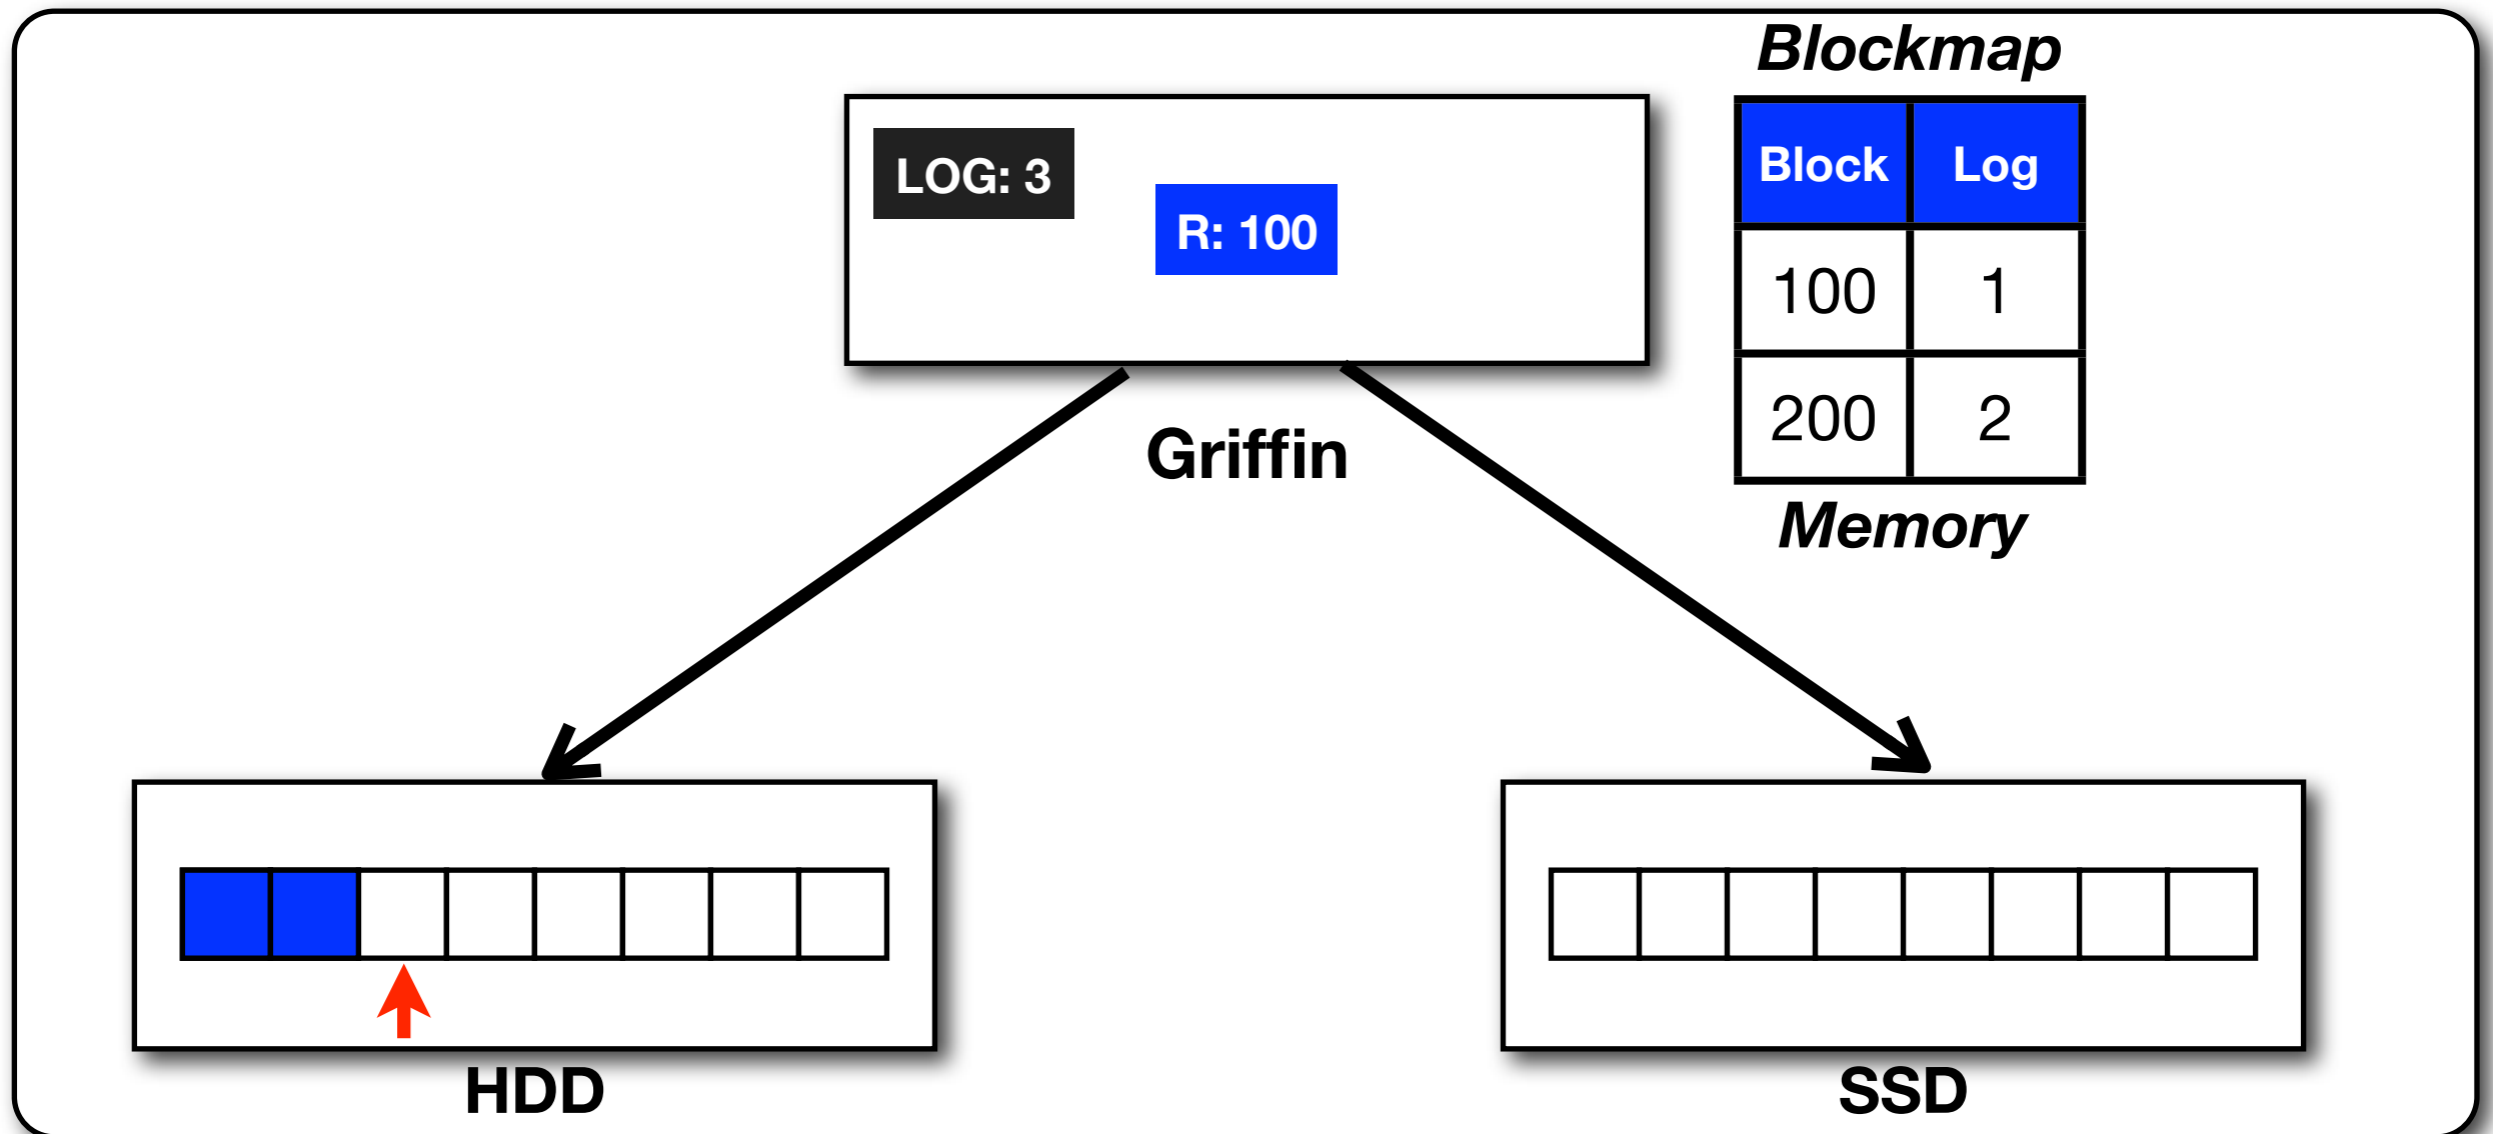 Blockmap
LOG: 3
R: 100
Block Log
100 1
200 2
Griffin
Memory
HDD
SSD